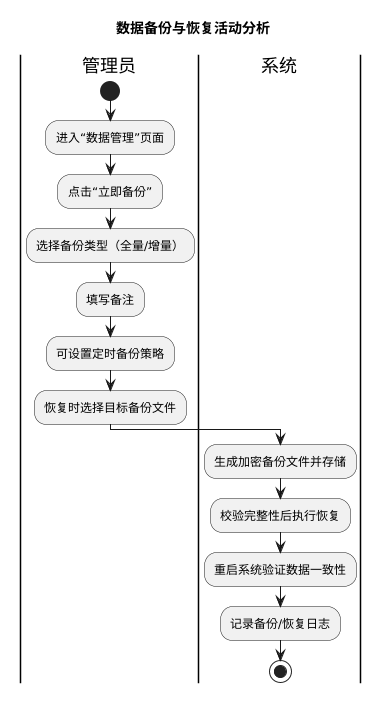 数据备份与恢复活动分析
管理员
系统
进入“数据管理”页面
点击“立即备份”
选择备份类型（全量/增量）
填写备注
可设置定时备份策略
恢复时选择目标备份文件
生成加密备份文件并存储
校验完整性后执行恢复
重启系统验证数据一致性
记录备份/恢复日志